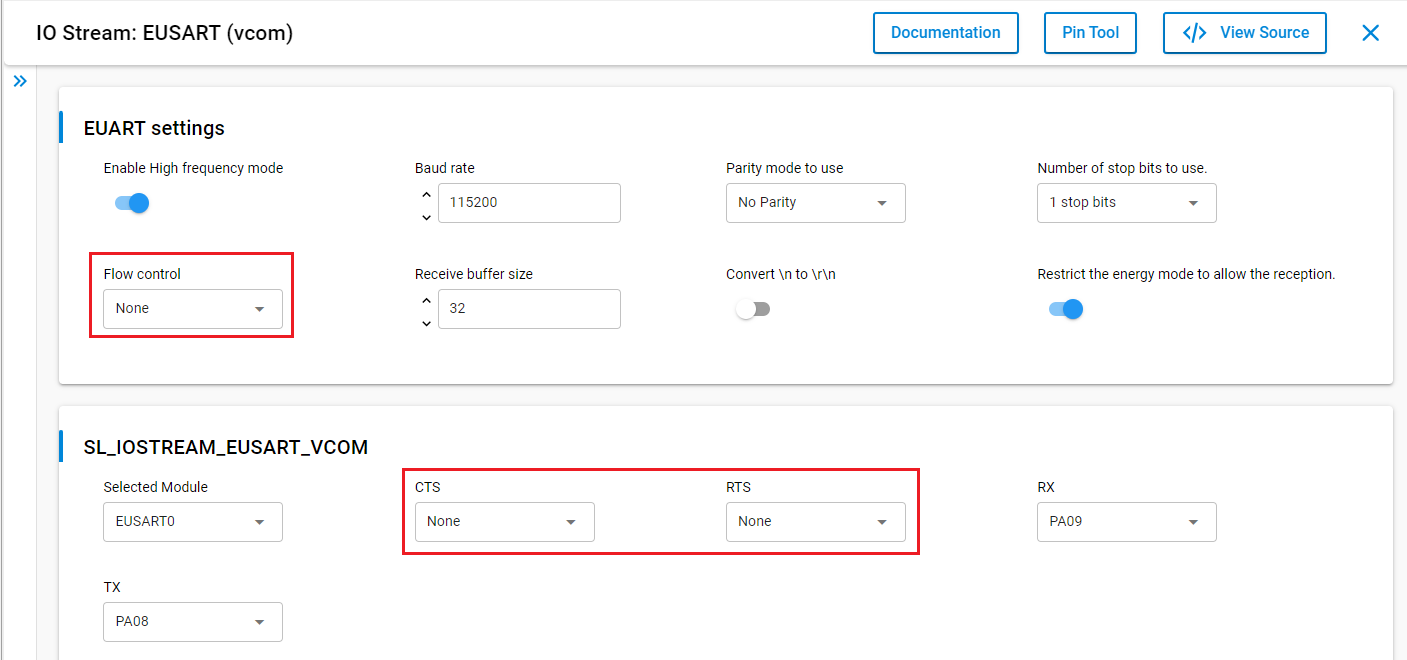 IO Stream: EUSART (vcom)
Documentation
Pin Tool
</> View Source
EUART settings
Enable High frequency mode
Baud rate
Parity mode to use
Number of stop bits to use.
115200
No Parity
1 stop bits
Flow control
Receive buffer size
Convert \n to \r\n
Restrict the energy mode to allow the reception.
None
32
SL_IOSTREAM_EUSART_VCOM
Selected Module
CTS
RTS
RX
EUSART0
None
None
PA09
TX
PA08